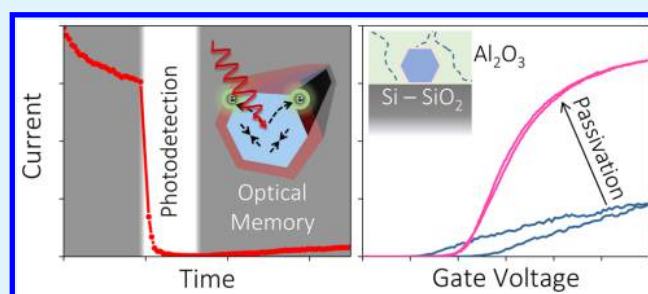 Current
Photodetection
Optical
Memory
Time
Al₂O₃
Si – SiO₂
Passivation
Gate Voltage